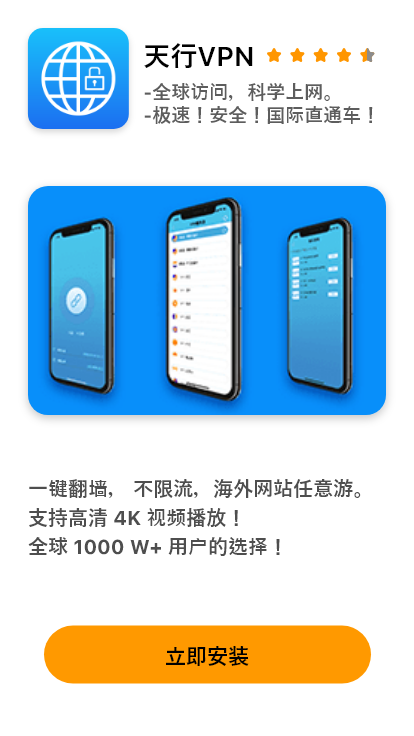 天行VPN
-全球访问，科学上网。
-极速！安全！国际直通车！
一键翻墙， 不限流，海外网站任意游。
支持高清 4K 视频播放！
全球 1000 W+ 用户的选择！
立即安装